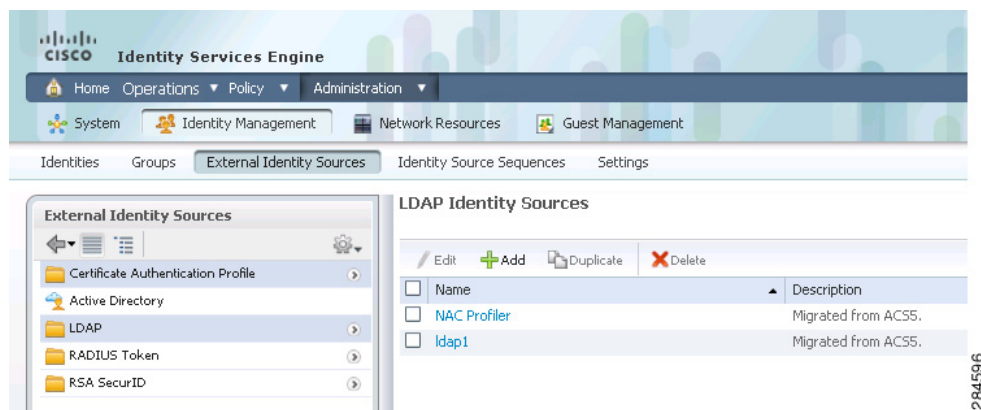 CISCO Identity Services Engine
Home Operations Policy Administration
System Identity Management Network Resources Guest Management
Identities Groups External Identity Sources Identity Source Sequences Settings
External Identity Sources
Certificate Authentication Profile
Active Directory
LDAP
RADIUS Token
RSA SecurID
LDAP Identity Sources
Edit Add Duplicate Delete
Name Description
NAC Profiler Migrated from ACS5.
ldap1 Migrated from ACS5.
284596